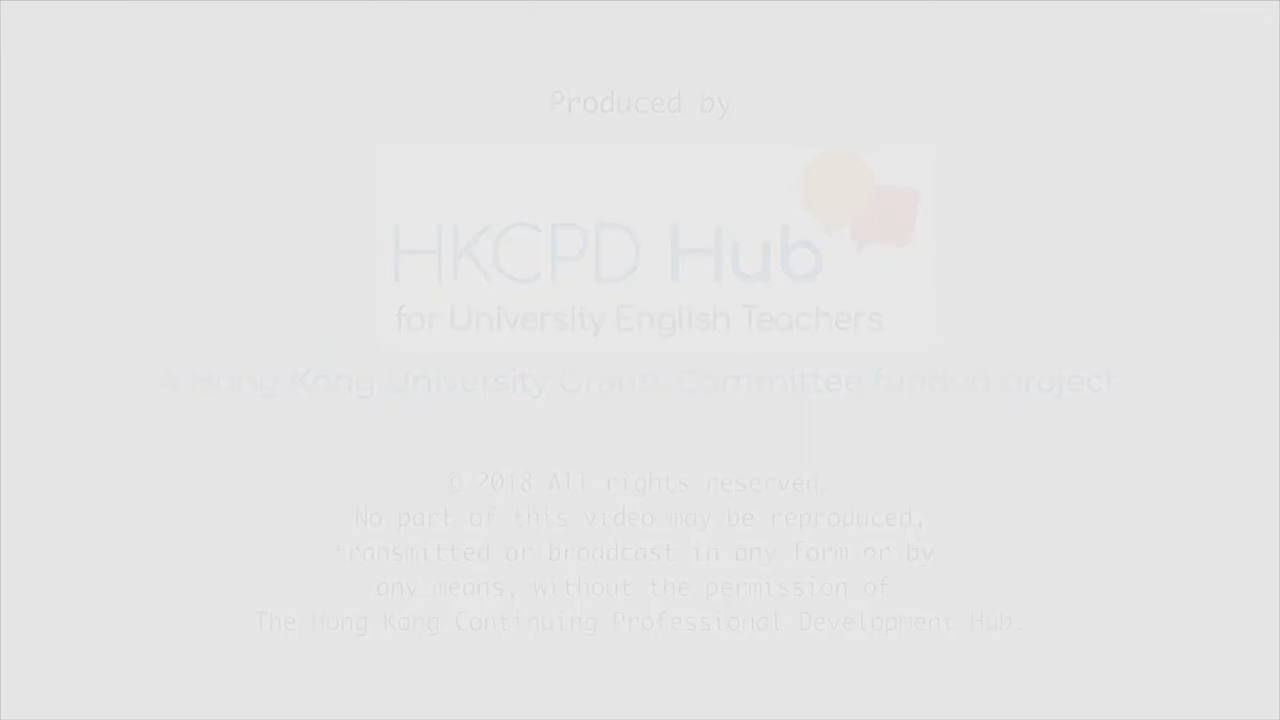 Produced by
HKCPD Hub
for University English Teachers
A Hong Kong University Grants Committee funded project
© 2018 All rights reserved.
No part of this video may be reproduced,
transmitted or broadcast in any form or by
any means, without the permission of
The Hong Kong Continuing Professional Development Hub.